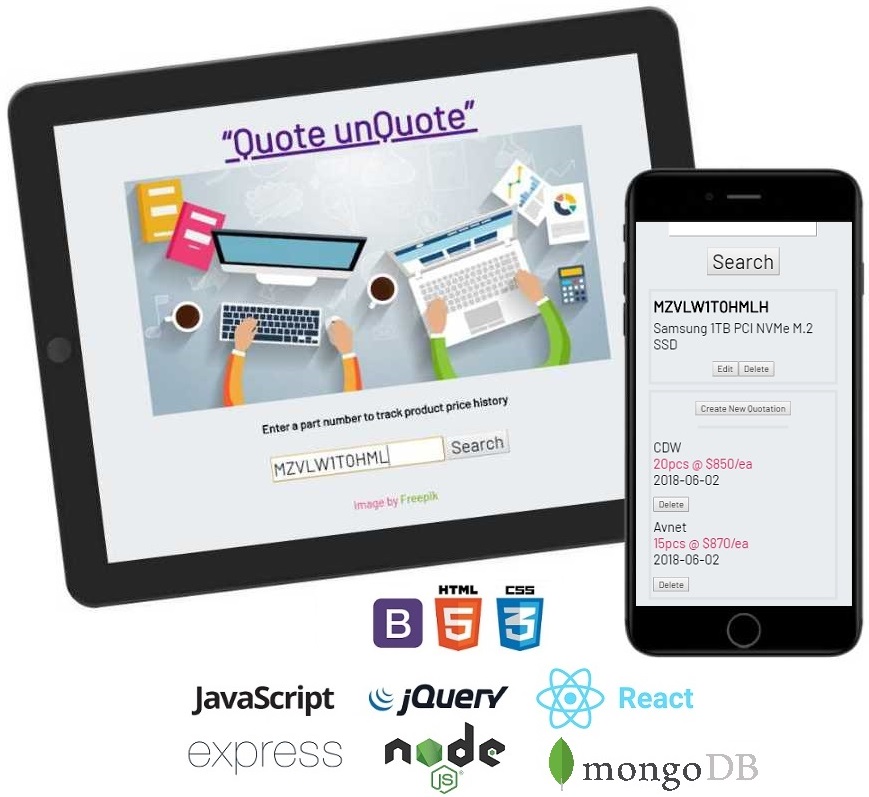 “Quote unQuote”
Enter a part number to track product price history
MZVLW1T0HML
Search
Image by Freepik
Search
MZVLW1T0HMLH
Samsung 1TB PCI NVMe M.2
SSD
Edit Delete
Create New Quotation
CDW
20pcs @ $850/ea
2018-06-02
Delete
Avnet
15pcs @ $870/ea
2018-06-02
Delete
B
HTML
5
CSS
3
JavaScript
jQuery
React
express
node
JS
mongoDB